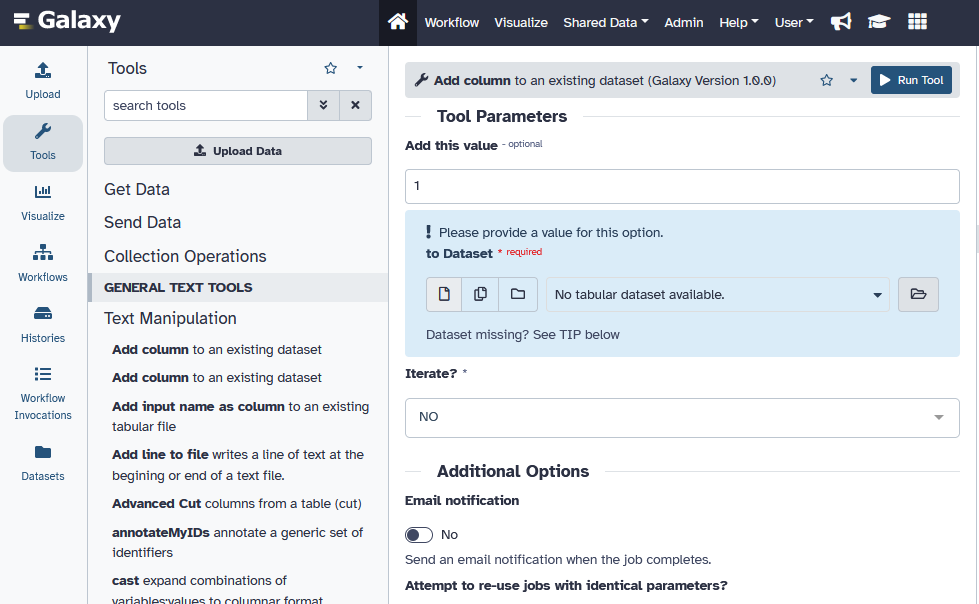 Galaxy
Workflow
Visualize
Shared Data
Admin
Help
User
Upload
Tools
Visualize
Workflows
Histories
Workflow
Invocations
Datasets
Tools
search tools
Upload Data
Get Data
Send Data
Collection Operations
GENERAL TEXT TOOLS
Text Manipulation
Add column to an existing dataset
Add column to an existing dataset
Add input name as column to an existing
tabular file
Add line to file writes a line of text at the
begining or end of a text file.
Advanced Cut columns from a table (cut)
annotateMyIDs annotate a generic set of
identifiers
cast expand combinations of
variables:values to columnar format
Add column to an existing dataset (Galaxy Version 1.0.0)
Run Tool
Tool Parameters
Add this value - optional
1
Please provide a value for this option.
to Dataset * required
No tabular dataset available.
Dataset missing? See TIP below
Iterate? *
NO
Additional Options
Email notification
No
Send an email notification when the job completes.
Attempt to re-use jobs with identical parameters?